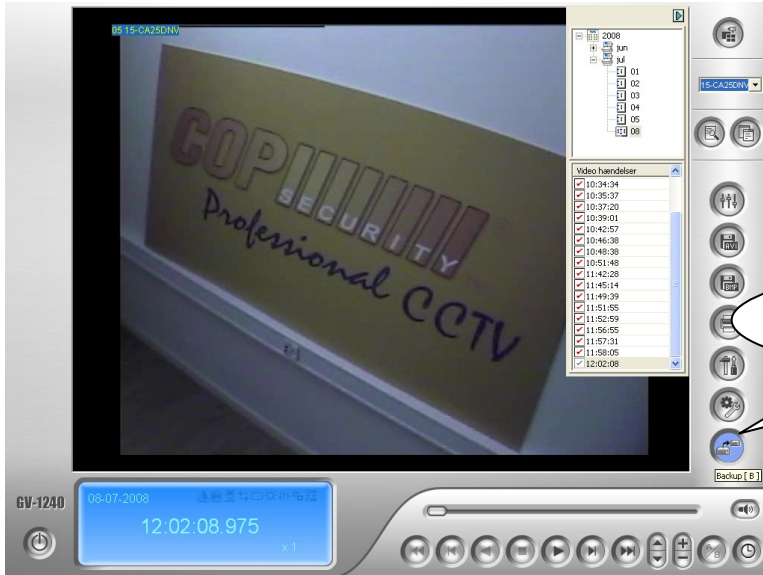 05 15-CA25DNV
COP SECURITY
Professional CCTV
2008
jun
jul
01
02
03
04
05
08
Video hændelser
10:34:34
10:35:37
10:37:20
10:39:01
10:42:57
10:46:38
10:48:38
10:51:48
11:42:28
11:45:14
11:49:39
11:51:55
11:52:59
11:56:55
11:57:31
11:58:05
12:02:08
15-CA25DNV
AVI
BMP
Backup [ B ]
GV-1240
08-07-2008
12:02:08.975
x 1
A/B